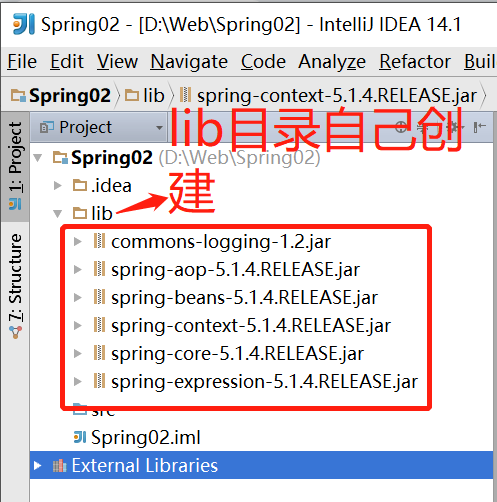 Spring02 - [D:\Web\Spring02] - IntelliJ IDEA 14.1
File Edit View Navigate Code Analyze Refactor Buil
Spring02 lib spring-context-5.1.4.RELEASE.jar
Project
lib目录自己创
建
1: Project
7: Structure
Spring02 (D:\Web\Spring02)
.idea
lib
commons-logging-1.2.jar
spring-aop-5.1.4.RELEASE.jar
spring-beans-5.1.4.RELEASE.jar
spring-context-5.1.4.RELEASE.jar
spring-core-5.1.4.RELEASE.jar
spring-expression-5.1.4.RELEASE.jar
src
Spring02.iml
External Libraries